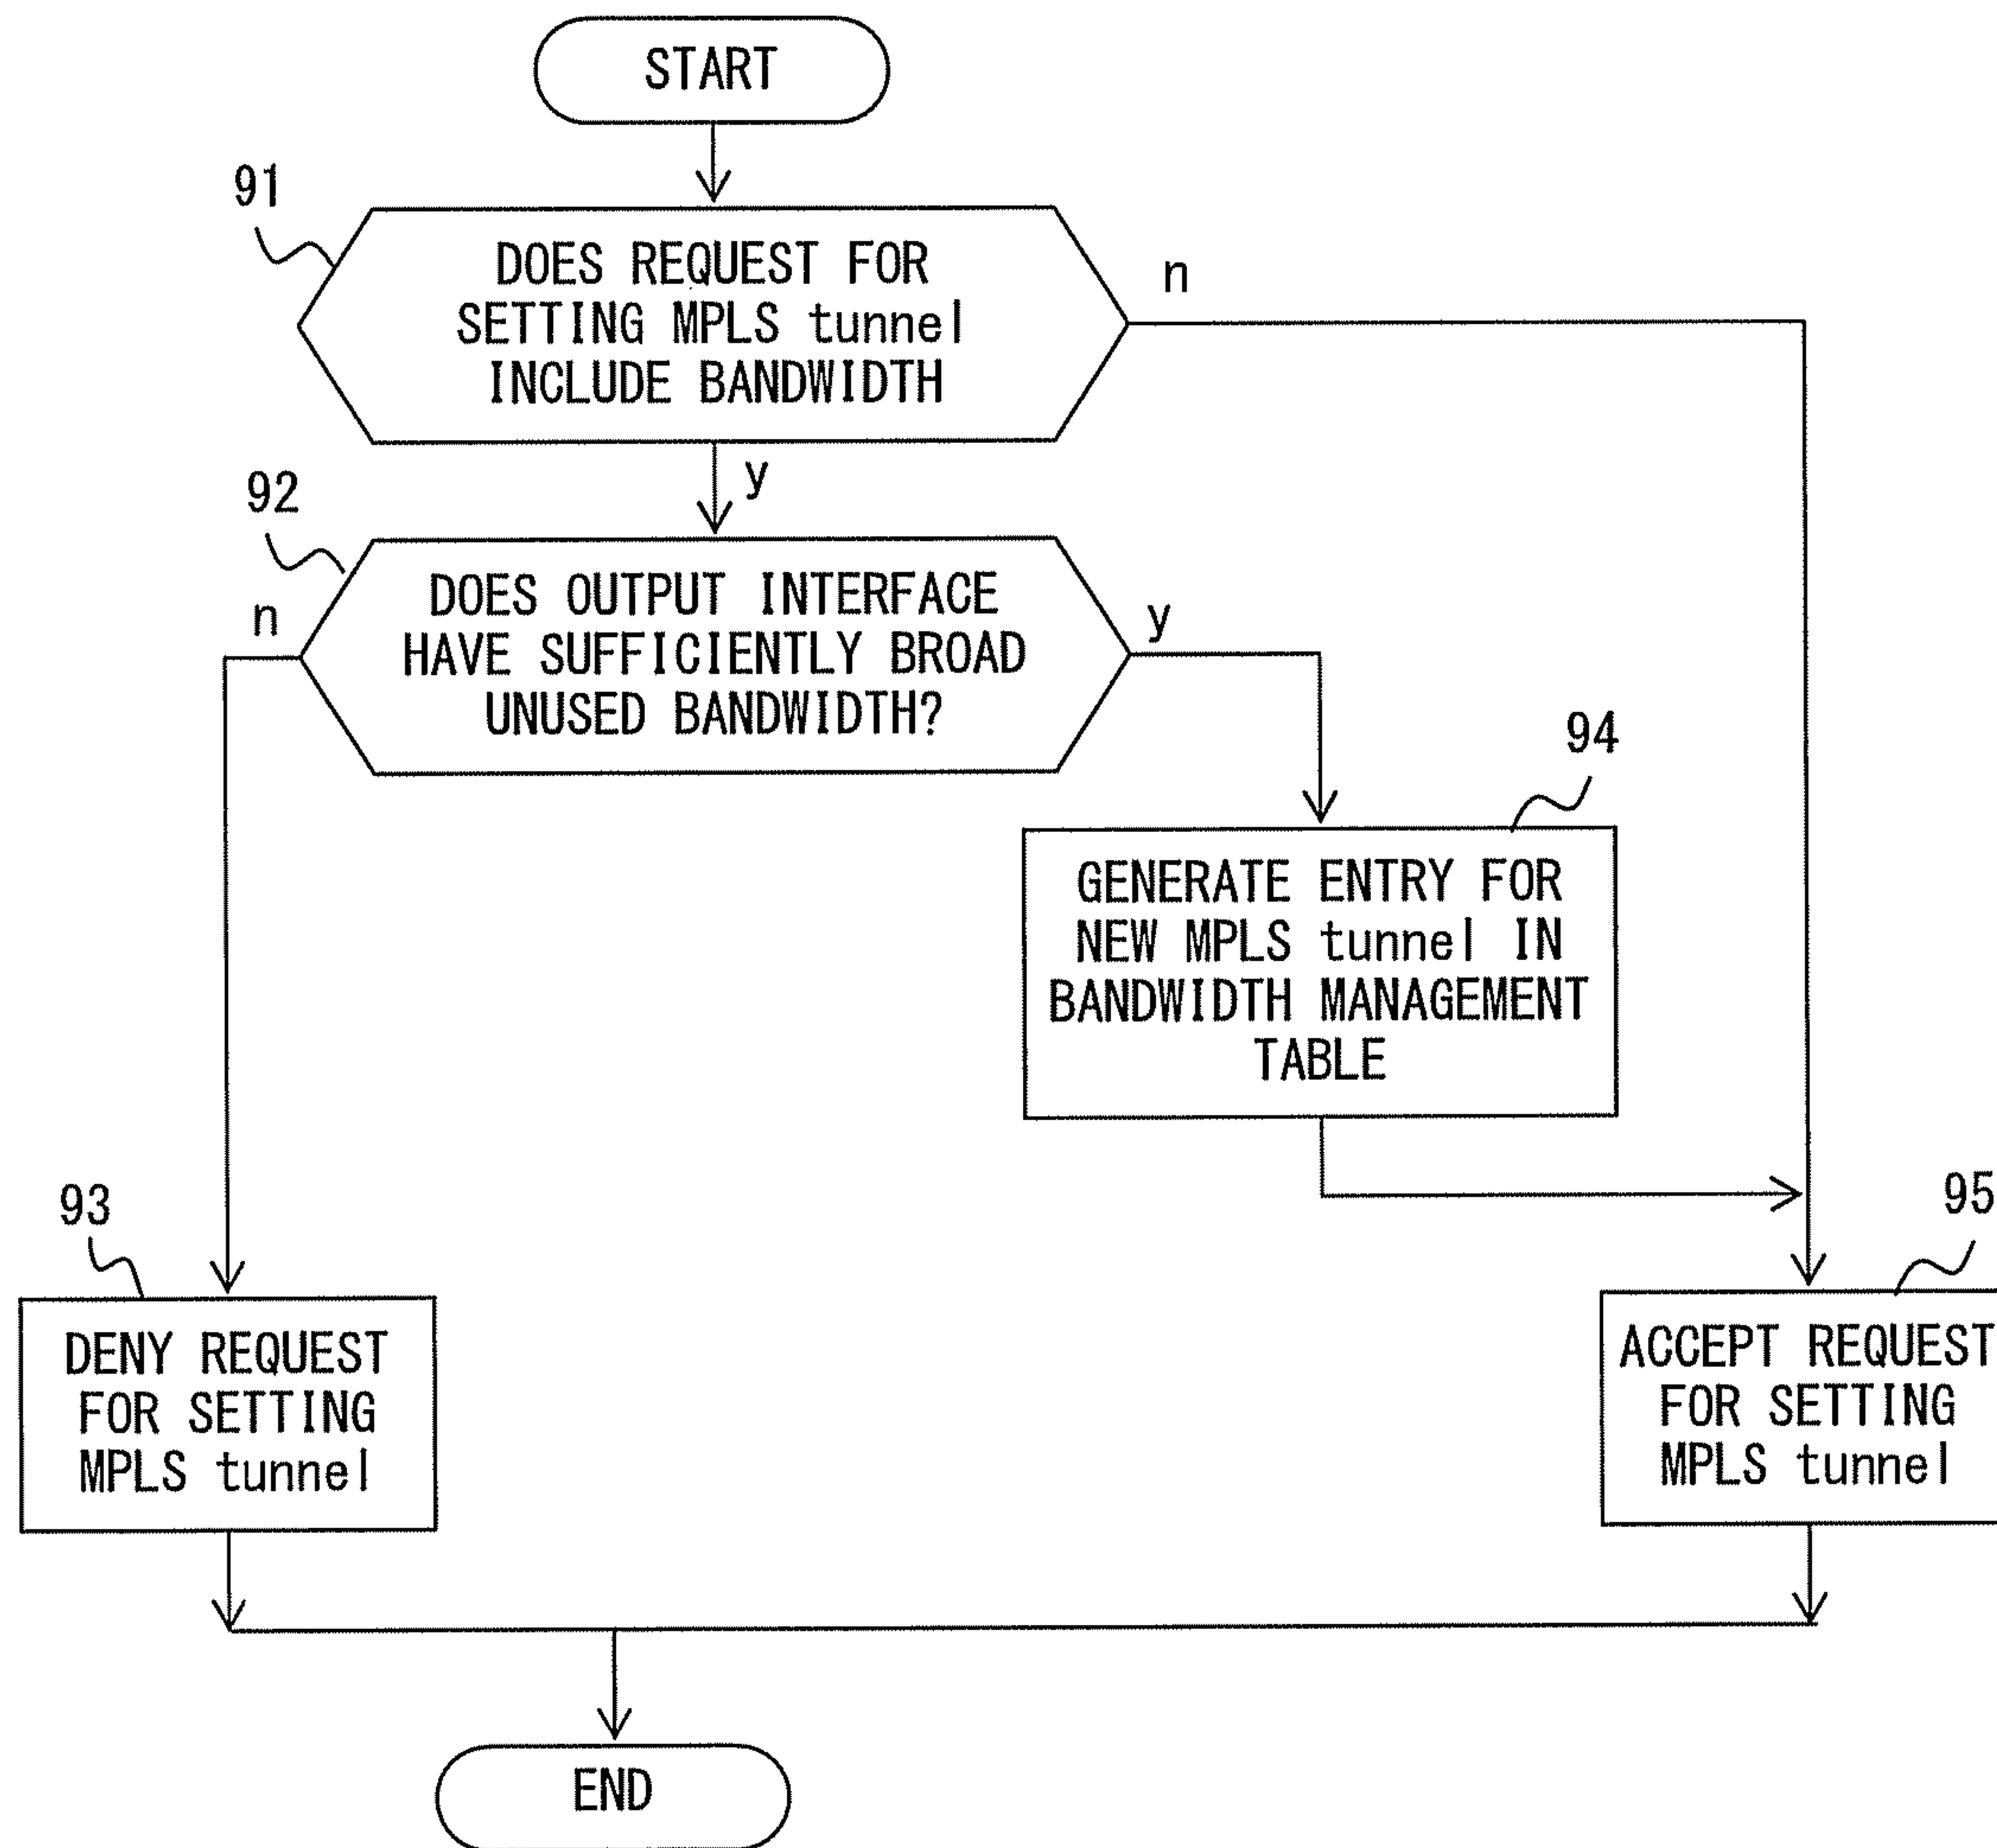 START
91
DOES REQUEST FOR
SETTING MPLS tunnel
INCLUDE BANDWIDTH
n
y
92
DOES OUTPUT INTERFACE
HAVE SUFFICIENTLY BROAD
UNUSED BANDWIDTH?
n
y
94
GENERATE ENTRY FOR
NEW MPLS tunnel IN
BANDWIDTH MANAGEMENT
TABLE
93
DENY REQUEST
FOR SETTING
MPLS tunnel
95
ACCEPT REQUEST
FOR SETTING
MPLS tunnel
END